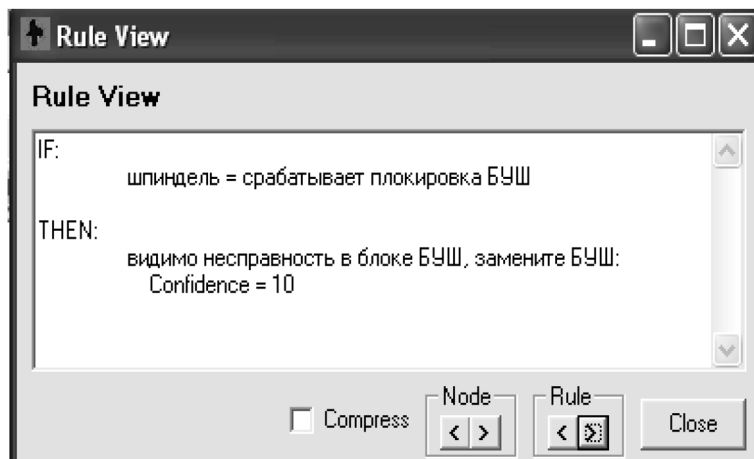 Rule View
Rule View
IF:
шпиндель = срабатывает плокировка БУШ
THEN:
видимо несправность в блоке БУШ, замените БУШ:
Confidence = 10
Compress
Node
< >
Rule
< >
Close